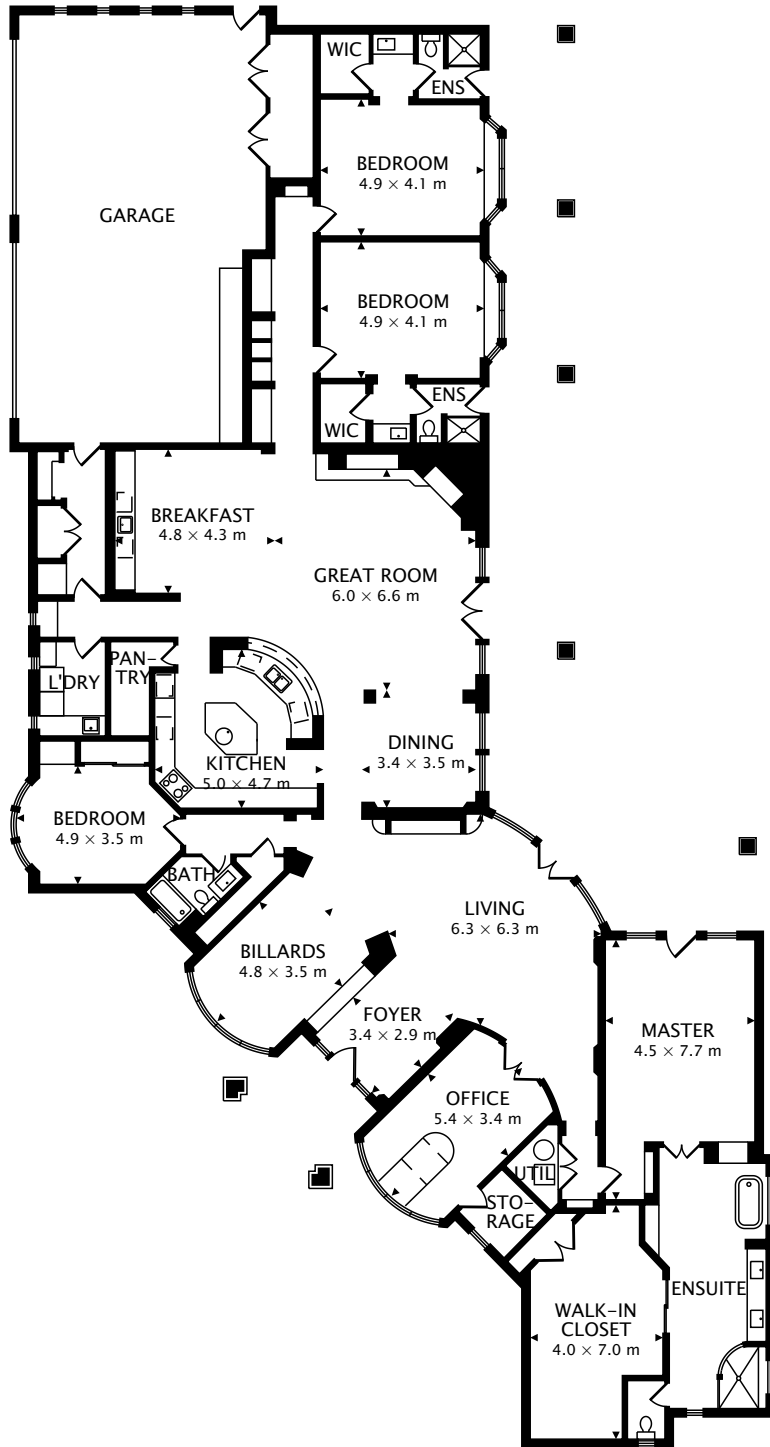 WIC
ENS
BEDROOM
4.9 × 4.1 m
GARAGE
BEDROOM
4.9 × 4.1 m
ENS
WIC
BREAKFAST
4.8 × 4.3 m
GREAT ROOM
6.0 × 6.6 m
PAN-
TRY
L'DRY
KITCHEN
5.0 × 4.7 m
DINING
3.4 × 3.5 m
BEDROOM
4.9 × 3.5 m
BATH
LIVING
6.3 × 6.3 m
BILLARDS
4.8 × 3.5 m
FOYER
3.4 × 2.9 m
MASTER
4.5 × 7.7 m
OFFICE
5.4 × 3.4 m
UTIL
STO-
RAGE
ENSUITE
WALK-IN
CLOSET
4.0 × 7.0 m